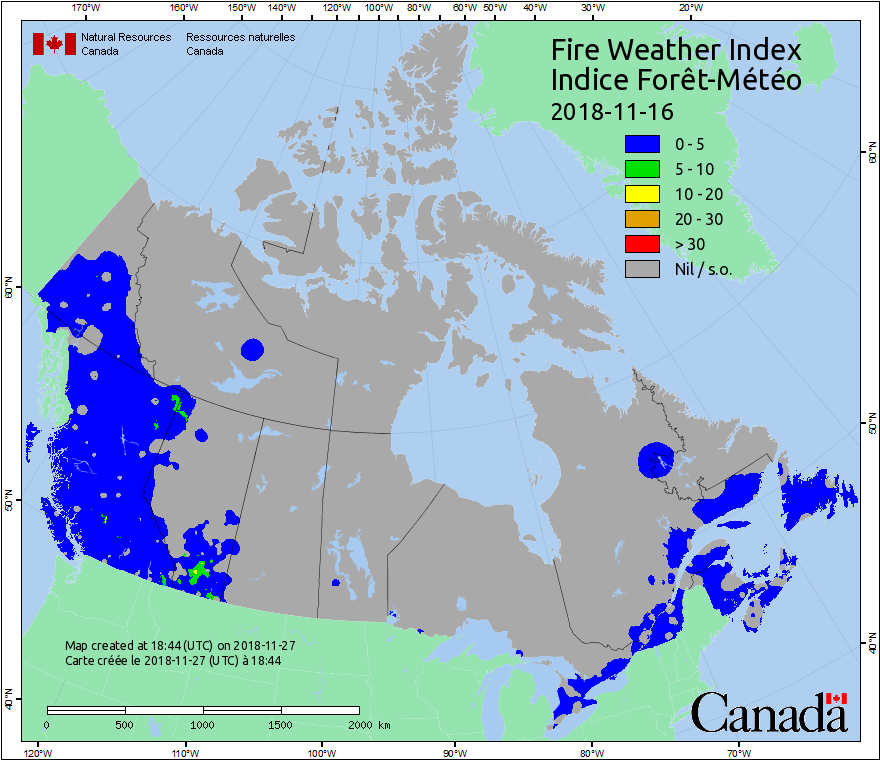 170°W 160°W 150°W 140°W 130°W 120°W 110°W 100°W 90°W 80°W 60°W 50°W 40°W 30°W 20°W
Natural Resources Ressources naturelles
Canada Canada
Fire Weather Index
Indice Forêt-Météo
2018-11-16
0 - 5
5 - 10
10 - 20
20 - 30
> 30
Nil / s.o.
60°N
60°N
50°N
50°N
40°N
40°N
Map created at 18:44 (UTC) on 2018-11-27
Carte créée le 2018-11-27 (UTC) à 18:44
0 500 1000 1500 2000 km
Canada
120°W 110°W 100°W 90°W 80°W 70°W